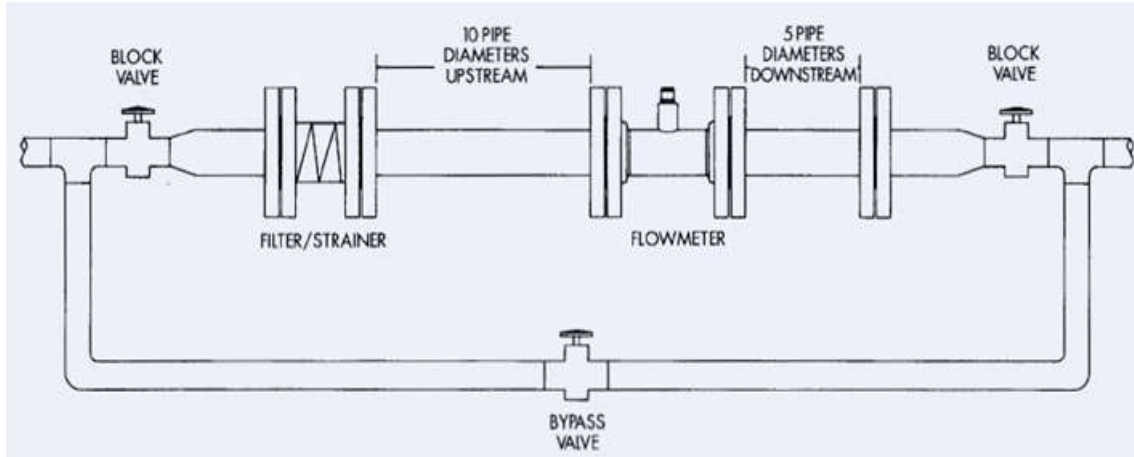 BLOCK
VALVE
10 PIPE
DIAMETERS
UPSTREAM
5 PIPE
DIAMETERS
DOWNSTREAM
BLOCK
VALVE
FILTER/STRAINER
FLOWMETER
BYPASS
VALVE